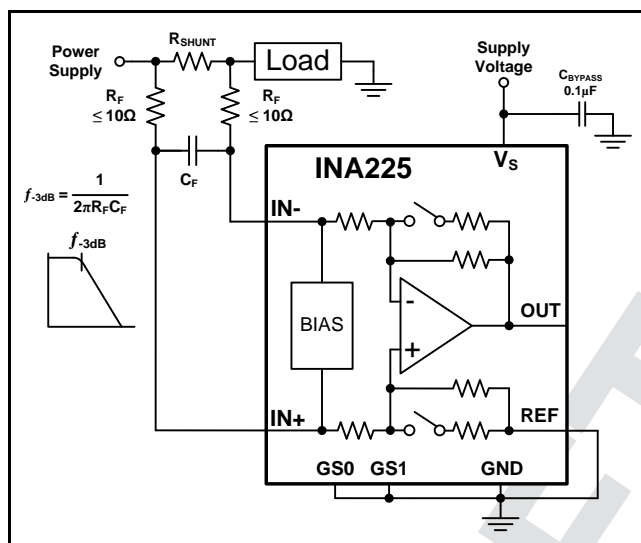 Power
Supply
RSHUNT
Load
Supply
Voltage
CBYPASS
0.1µF
RF
≤ 10Ω
RF
≤ 10Ω
CF
VS
INA225
f-3dB = 1
2πRFCF
f-3dB
IN-
BIAS
-
+
OUT
IN+
REF
GS0
GS1
GND